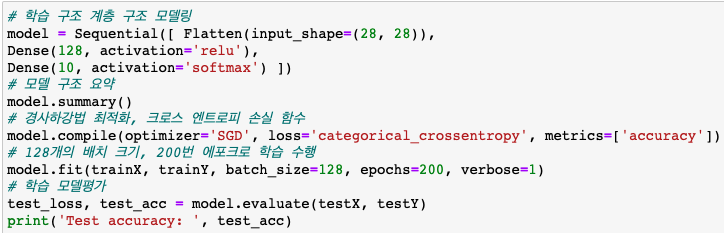 # 학습 구조 계층 구조 모델링
model = Sequential([ Flatten(input_shape=(28, 28)),
Dense(128, activation='relu'),
Dense(10, activation='softmax') ])
# 모델 구조 요약
model.summary()
# 경사하강법 최적화, 크로스 엔트로피 손실 함수
model.compile(optimizer='SGD', loss='categorical_crossentropy', metrics=['accuracy'])
# 128개의 배치 크기, 200번 에포크로 학습 수행
model.fit(trainX, trainY, batch_size=128, epochs=200, verbose=1)
# 학습 모델평가
test_loss, test_acc = model.evaluate(testX, testY)
print('Test accuracy: ', test_acc)